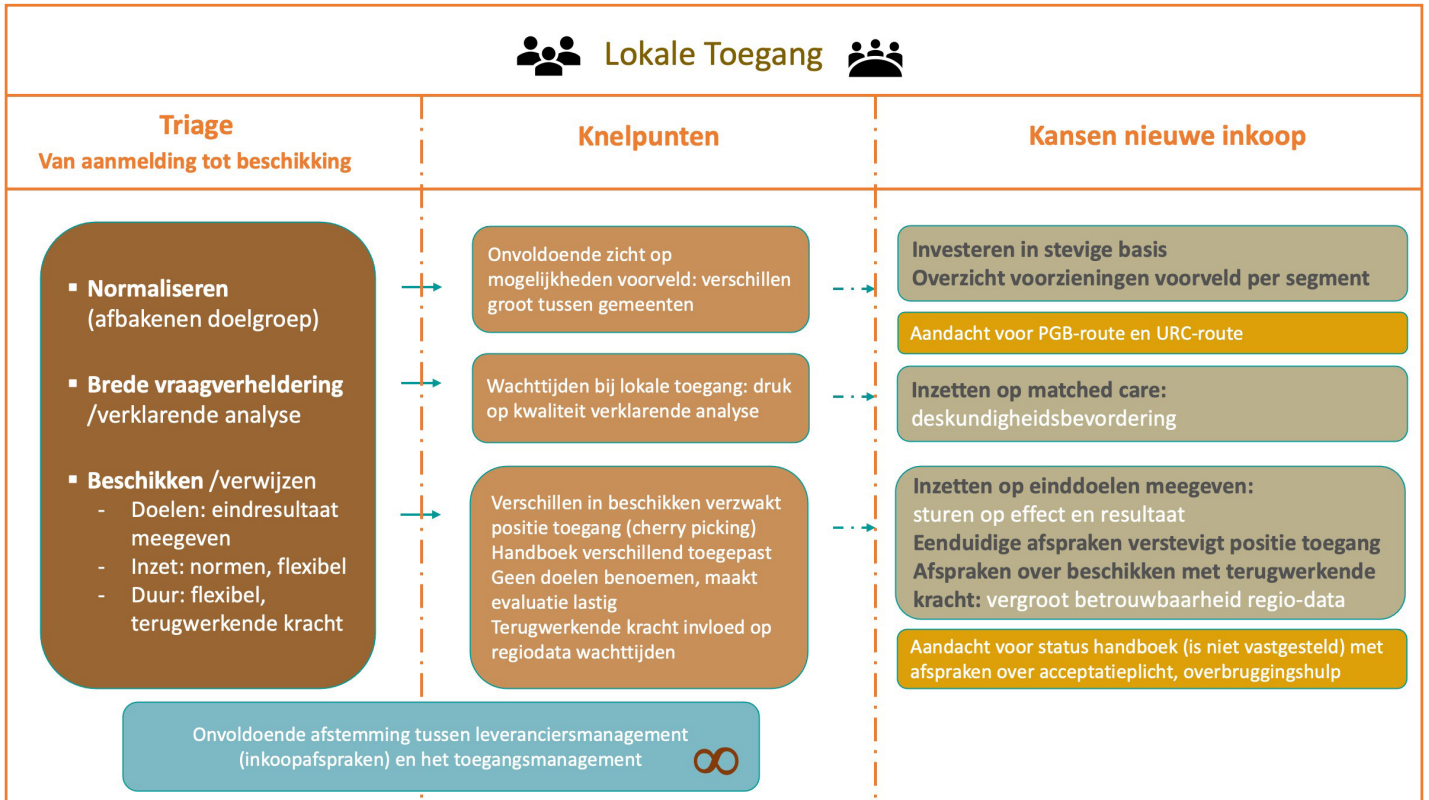 Lokale Toegang
Triage
Van aanmelding tot beschikking
Knelpunten
Kansen nieuwe inkoop
▪ Normaliseren
(afbakenen doelgroep)
▪ Brede vraagverheldering
/verklarende analyse
▪ Beschikken /verwijzen
- Doelen: eindresultaat
meegeven
- Inzet: normen, flexibel
- Duur: flexibel,
terugwerkende kracht
Onvoldoende zicht op
mogelijkheden voorveld: verschillen
groot tussen gemeenten
Wachttijden bij lokale toegang: druk
op kwaliteit verklarende analyse
Verschillen in beschikken verzwakt
positie toegang (cherry picking)
Handboek verschillend toegepast
Geen doelen benoemen, maakt
evaluatie lastig
Terugwerkende kracht invloed op
regiodata wachttijden
Investeren in stevige basis
Overzicht voorzieningen voorveld per segment
Aandacht voor PGB-route en URC-route
Inzetten op matched care:
deskundigheidsbevordering
Inzetten op einddoelen meegeven:
sturen op effect en resultaat
Eenduidige afspraken verstevigt positie toegang
Afspraken over beschikken met terugwerkende
kracht: vergroot betrouwbaarheid regio-data
Aandacht voor status handboek (is niet vastgesteld) met
afspraken over acceptatieplicht, overbruggingshulp
Onvoldoende afstemming tussen leveranciersmanagement
(inkoopafspraken) en het toegangsmanagement
∞